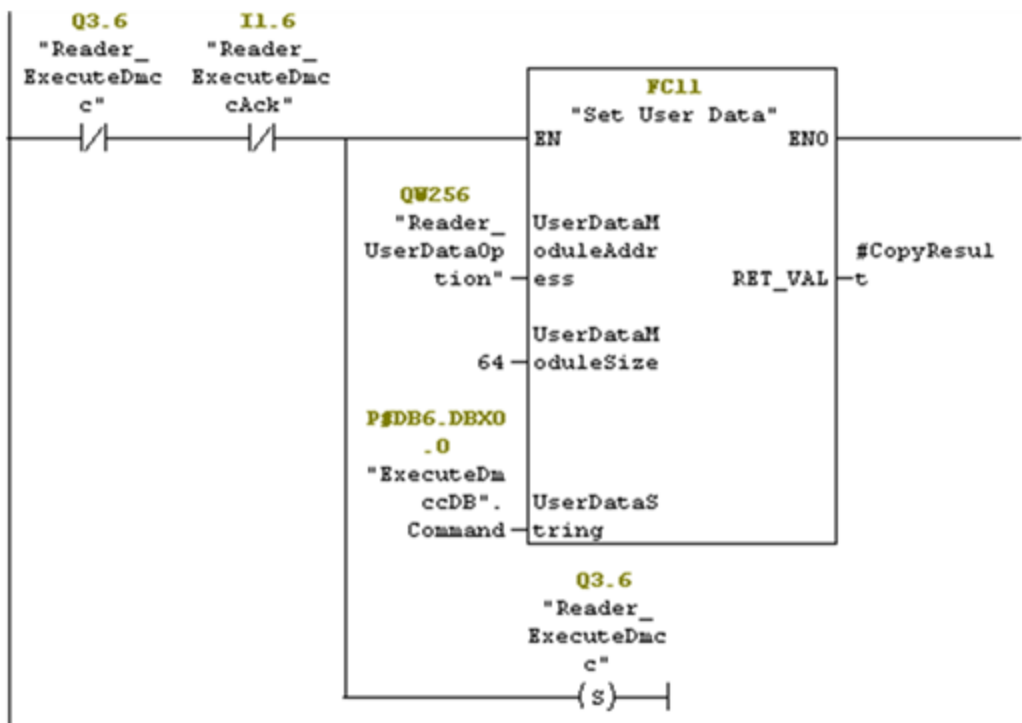 Q3.6
"Reader_
ExecuteDmc
c"
I1.6
"Reader_
ExecuteDmc
cAck"
FC11
"Set User Data"
EN
ENO
QW256
"Reader_
UserDataOp
tion"
UserDataM
oduleAddr
ess
RET_VAL
#CopyResul
t
64
UserDataM
oduleSize
P#DB6.DBX0
.0
"ExecuteDm
ccDB".
Command
UserDataS
tring
Q3.6
"Reader_
ExecuteDmc
c"
(S)